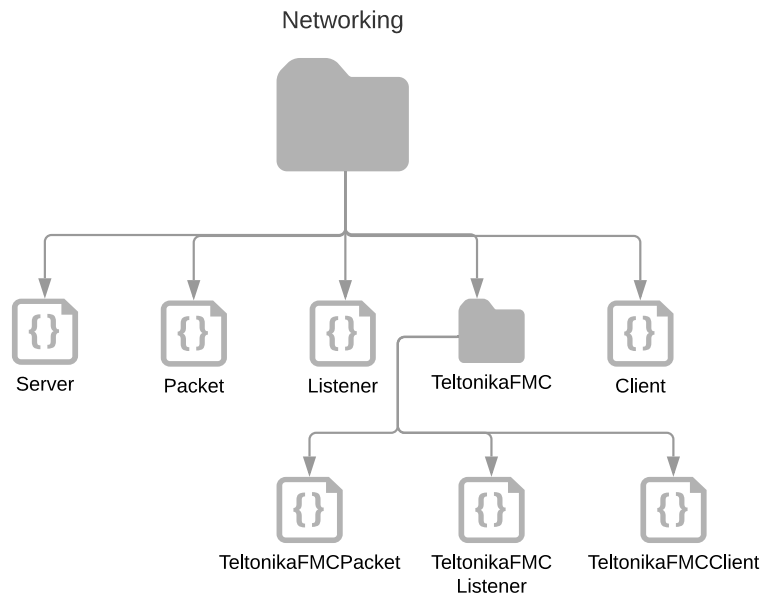 Networking
{}
{}
{}
{}
Server
Packet
Listener
TeltonikaFMC
Client
{}
{}
{}
TeltonikaFMCPacket
TeltonikaFMC
Listener
TeltonikaFMCClient